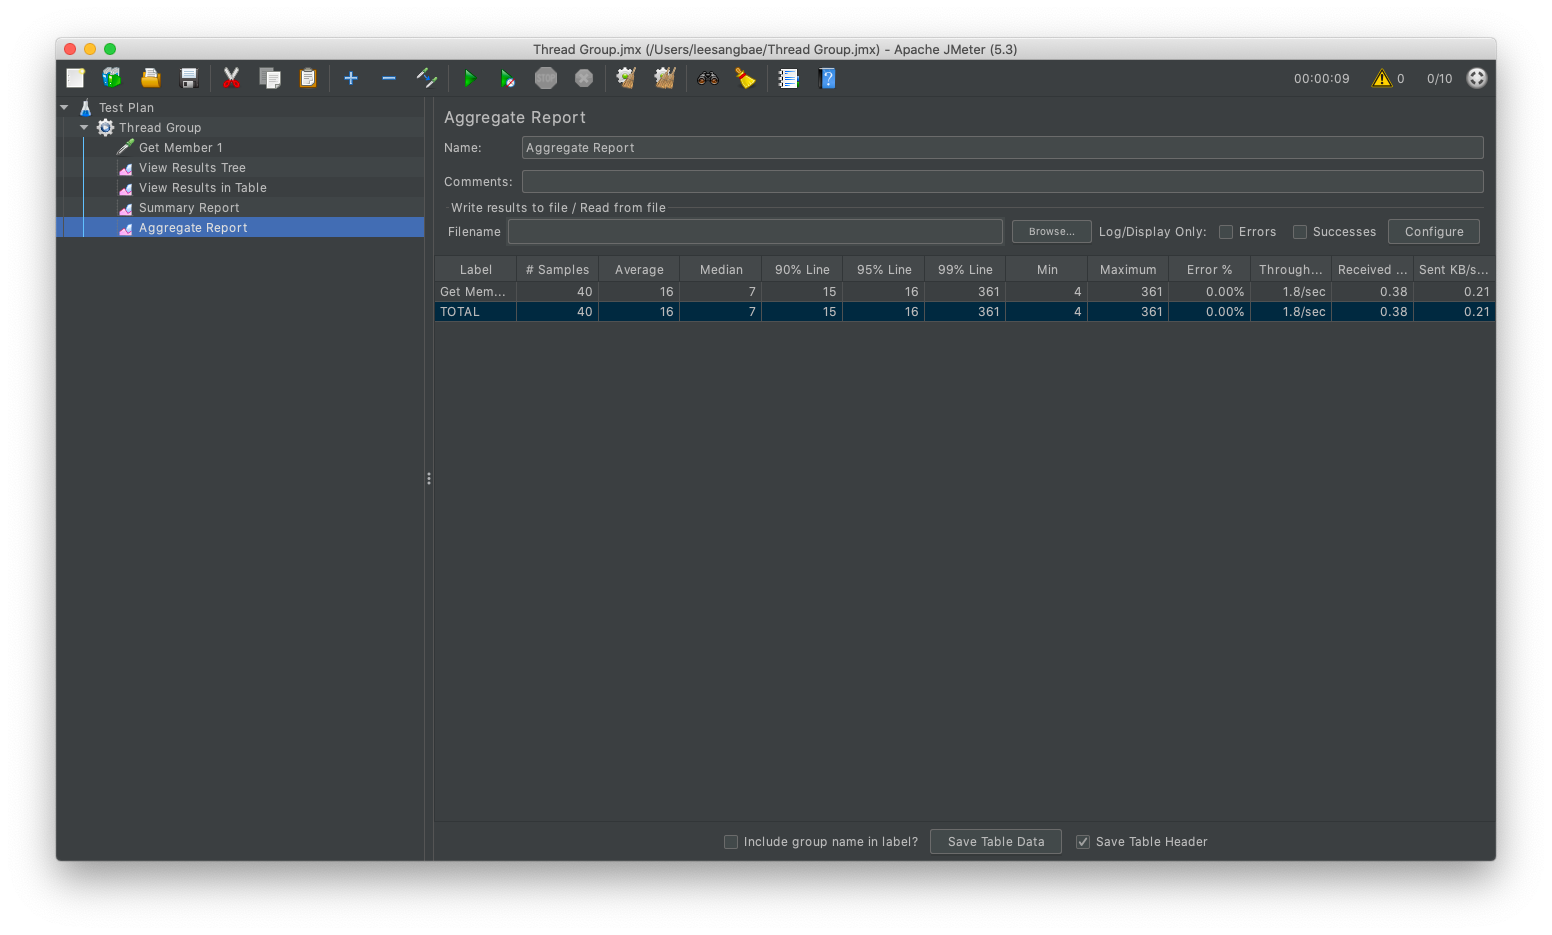 Thread Group.jmx (/Users/leesangbae/Thread Group.jmx) - Apache JMeter (5.3)
STOP
?
00:00:09 0 0/10
Test Plan
Thread Group
Get Member 1
View Results Tree
View Results in Table
Summary Report
Aggregate Report
Aggregate Report
Name: Aggregate Report
Comments:
Write results to file / Read from file
Filename Browse... Log/Display Only: Errors Successes Configure
Label # Samples Average Median 90% Line 95% Line 99% Line Min Maximum Error % Through... Received ... Sent KB/s...
Get Mem... 40 16 7 15 16 361 4 361 0.00% 1.8/sec 0.38 0.21
TOTAL 40 16 7 15 16 361 4 361 0.00% 1.8/sec 0.38 0.21
Include group name in label? Save Table Data Save Table Header